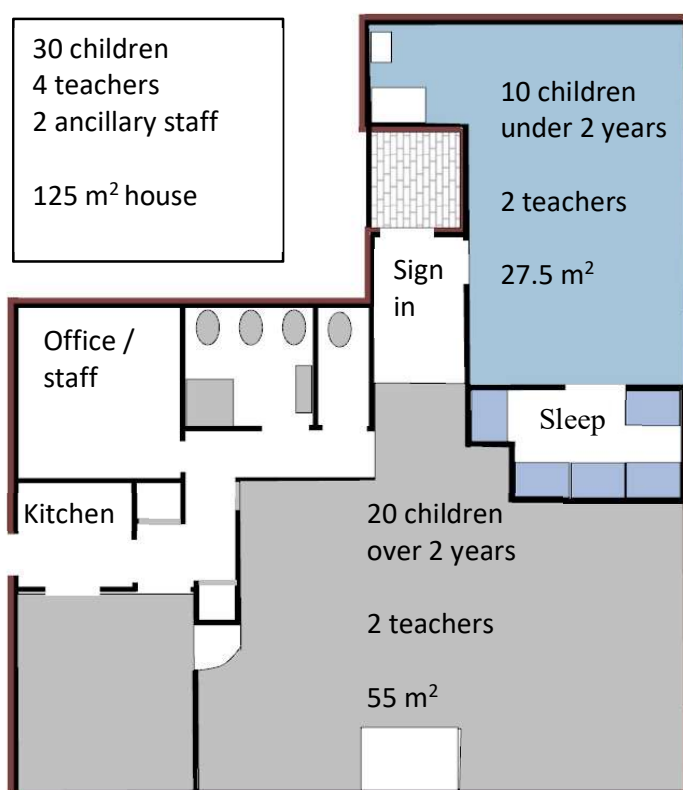 30 children
4 teachers
2 ancillary staff
125 m² house
10 children
under 2 years
2 teachers
27.5 m²
Sign
in
Office /
staff
Sleep
Kitchen
20 children
over 2 years
2 teachers
55 m²